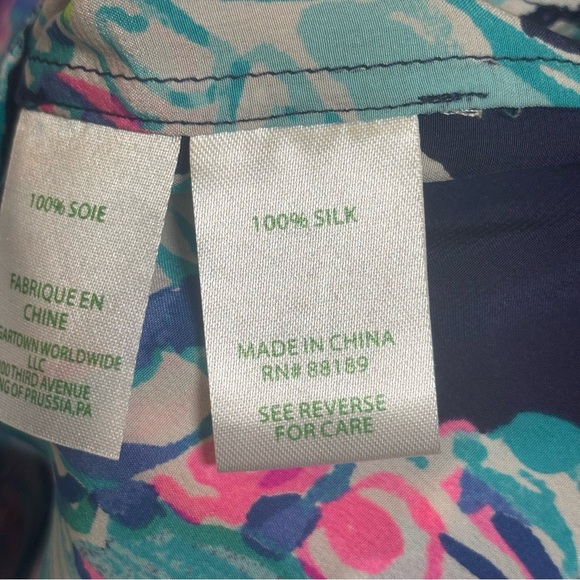 100% SOIE
FABRIQUE EN
CHINE
GARTOWN WORLDWIDE
LLC
00 THIRD AVENUE
NG OF PRUSSIA, PA
100% SILK
MADE IN CHINA
RN# 88189
SEE REVERSE
FOR CARE